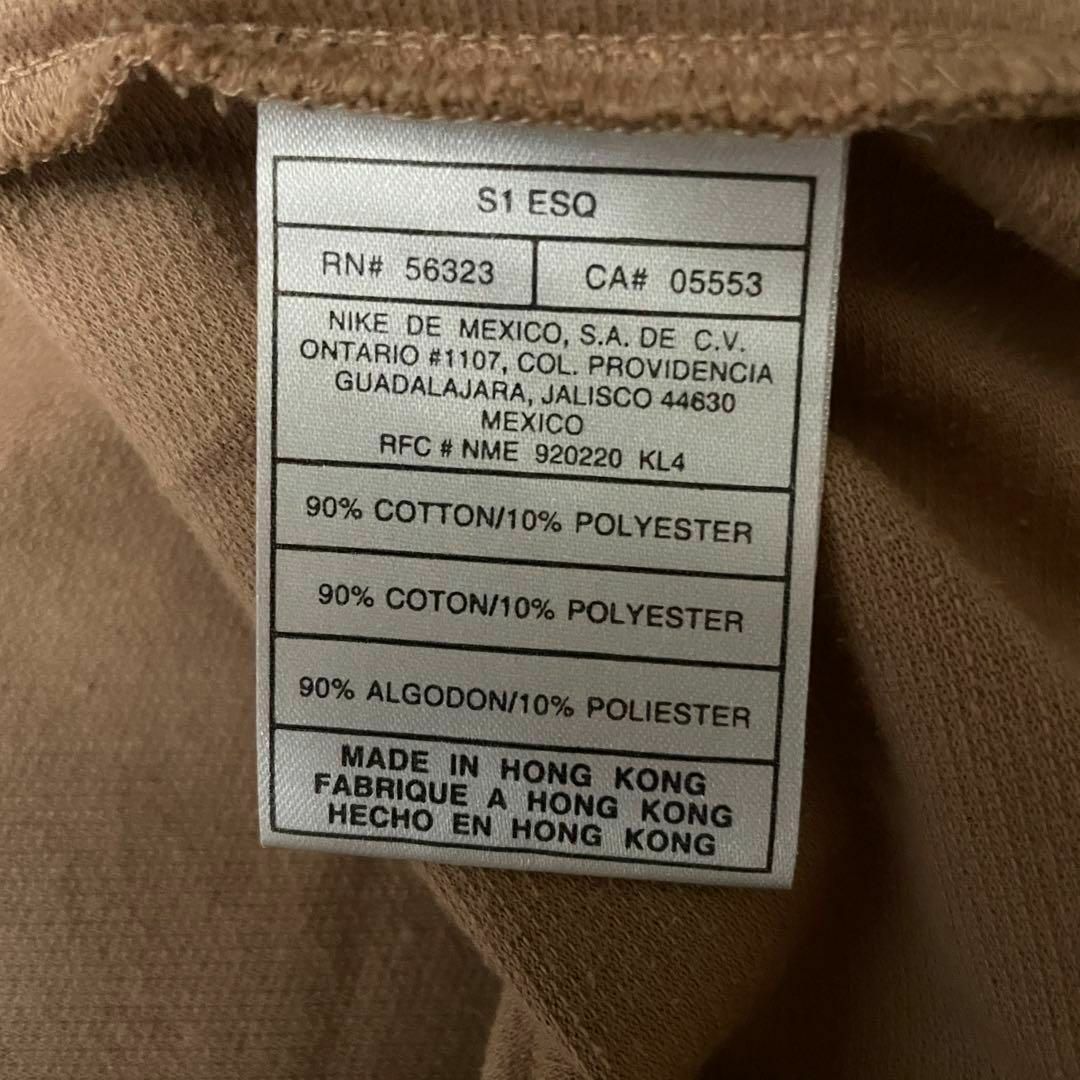 S1 ESQ
RN# 56323 CA# 05553
NIKE DE MEXICO, S.A. DE C.V.
ONTARIO #1107, COL. PROVIDENCIA
GUADALAJARA, JALISCO 44630
MEXICO
RFC # NME 920220 KL4
90% COTTON/10% POLYESTER
90% COTON/10% POLYESTER
90% ALGODON/10% POLIESTER
MADE IN HONG KONG
FABRIQUE A HONG KONG
HECHO EN HONG KONG